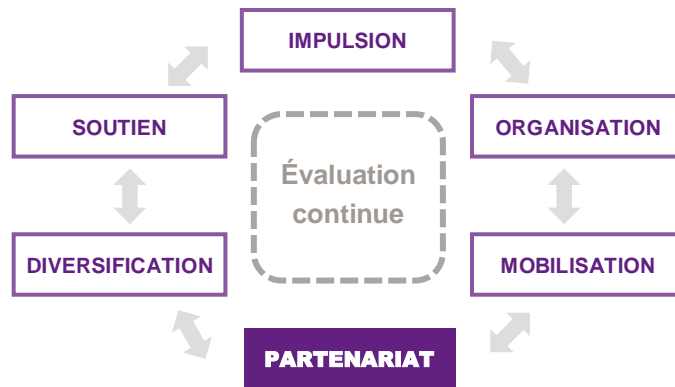 IMPULSION
SOUTIEN
ORGANISATION
Évaluation
continue
DIVERSIFICATION
MOBILISATION
PARTENARIAT